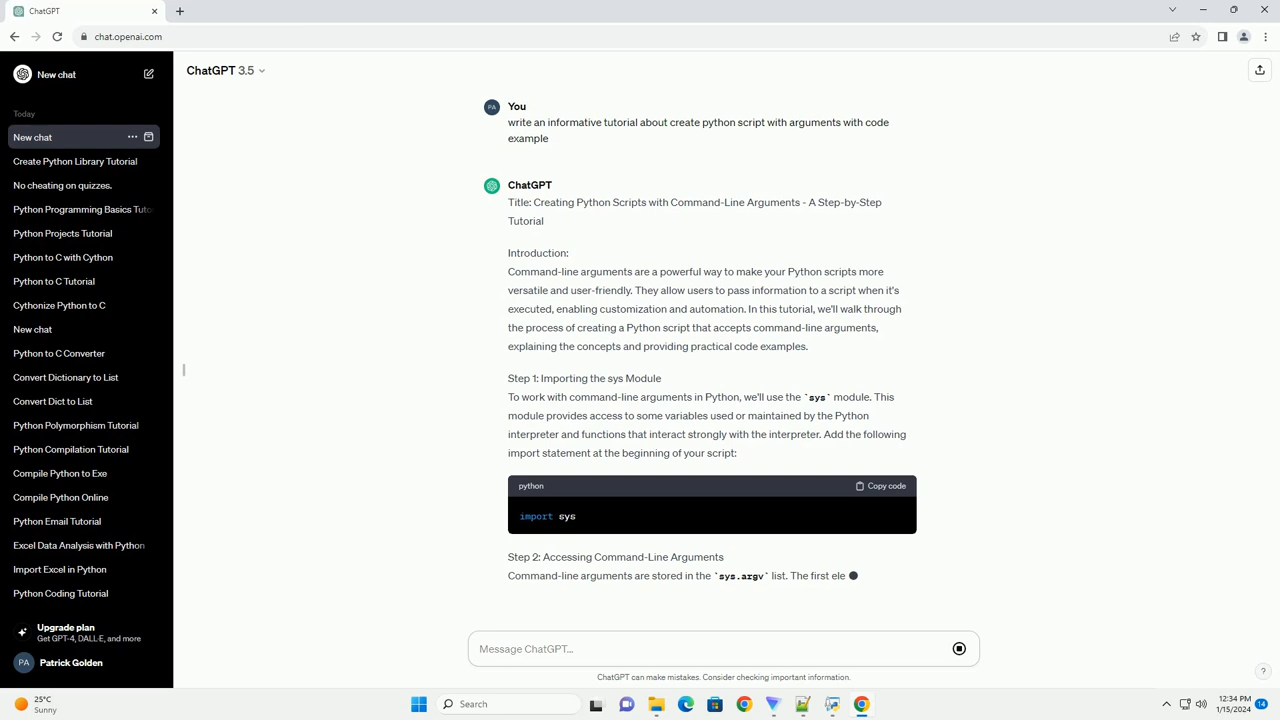 ChatGPT
chat.openai.com
New chat
Today
New chat
Create Python Library Tutorial
No cheating on quizzes.
Python Programming Basics Tuto
Python Projects Tutorial
Python to C with Cython
Python to C Tutorial
Cythonize Python to C
New chat
Python to C Converter
Convert Dictionary to List
Convert Dict to List
Python Polymorphism Tutorial
Python Compilation Tutorial
Compile Python to Exe
Compile Python Online
Python Email Tutorial
Excel Data Analysis with Python
Import Excel in Python
Python Coding Tutorial
Upgrade plan
Get GPT-4, DALL·E, and more
PA Patrick Golden
ChatGPT 3.5
PA You
write an informative tutorial about create python script with arguments with code
example
ChatGPT
Title: Creating Python Scripts with Command-Line Arguments - A Step-by-Step
Tutorial
Introduction:
Command-line arguments are a powerful way to make your Python scripts more
versatile and user-friendly. They allow users to pass information to a script when it's
executed, enabling customization and automation. In this tutorial, we'll walk through
the process of creating a Python script that accepts command-line arguments,
explaining the concepts and providing practical code examples.
Step 1: Importing the sys Module
To work with command-line arguments in Python, we'll use the `sys` module. This
module provides access to some variables used or maintained by the Python
interpreter and functions that interact strongly with the interpreter. Add the following
import statement at the beginning of your script:
python Copy code
import sys
Step 2: Accessing Command-Line Arguments
Command-line arguments are stored in the `sys.argv` list. The first ele
Message ChatGPT...
ChatGPT can make mistakes. Consider checking important information.
?
25°C
Sunny
Search
12:34 PM
1/15/2024
14